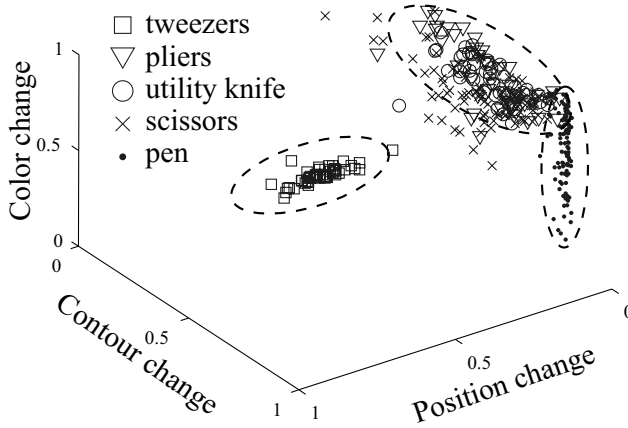 tweezers
pliers
utility knife
scissors
pen
Color change
1
0.5
0
0
Contour change
0.5
1
1
Position change
0.5
0